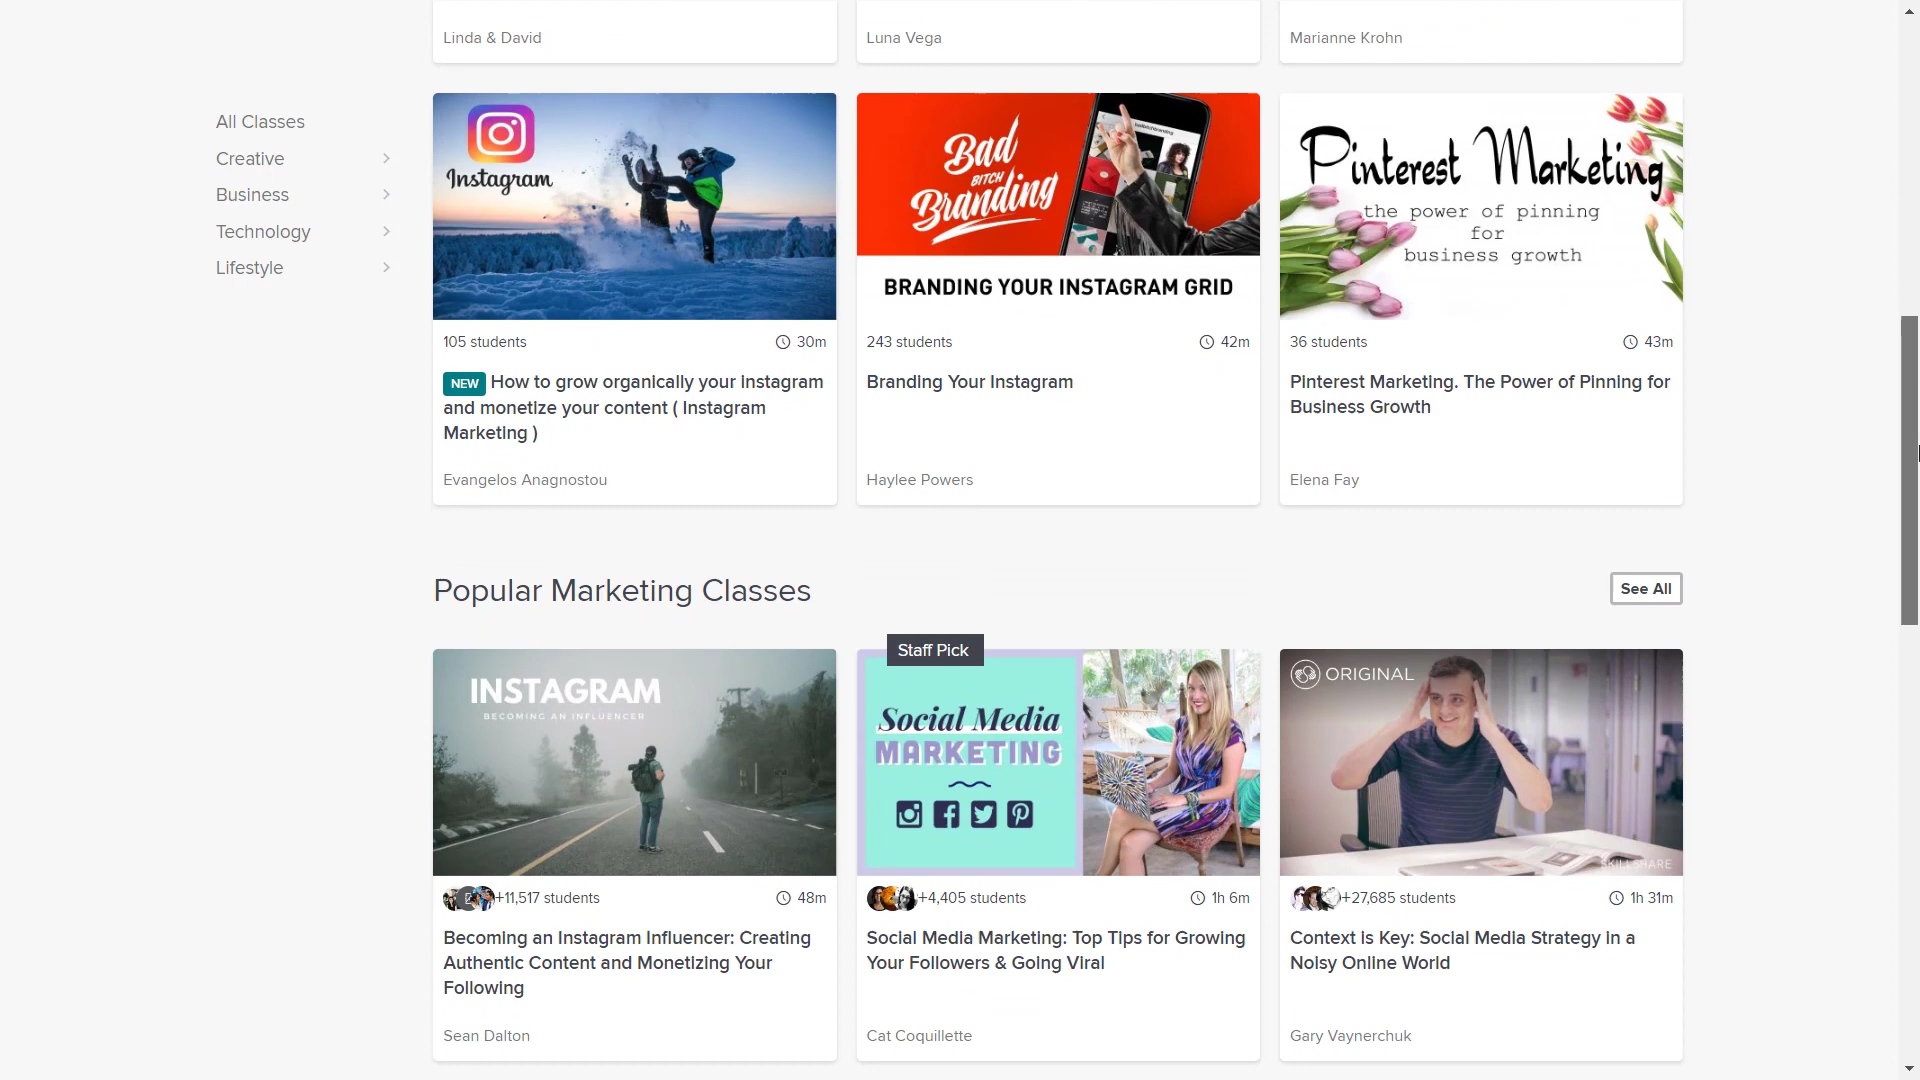 Linda & David
Luna Vega
Marianne Krohn
All Classes
Creative
Business
Technology
Lifestyle
Instagram
Bad
BITCH
Branding
BRANDING YOUR INSTAGRAM GRID
Pinterest Marketing
the power of pinning
for
business growth
105 students
30m
243 students
42m
36 students
43m
NEW How to grow organically your instagram
and monetize your content ( Instagram
Marketing )
Branding Your Instagram
Pinterest Marketing. The Power of Pinning for
Business Growth
Evangelos Anagnostou
Haylee Powers
Elena Fay
Popular Marketing Classes
See All
INSTAGRAM
BECOMING AN INFLUENCER
Staff Pick
Social Media
MARKETING
ORIGINAL
SKILLSHARE
+11,517 students
48m
+4,405 students
1h 6m
+27,685 students
1h 31m
Becoming an Instagram Influencer: Creating
Authentic Content and Monetizing Your
Following
Social Media Marketing: Top Tips for Growing
Your Followers & Going Viral
Context is Key: Social Media Strategy in a
Noisy Online World
Sean Dalton
Cat Coquillette
Gary Vaynerchuk